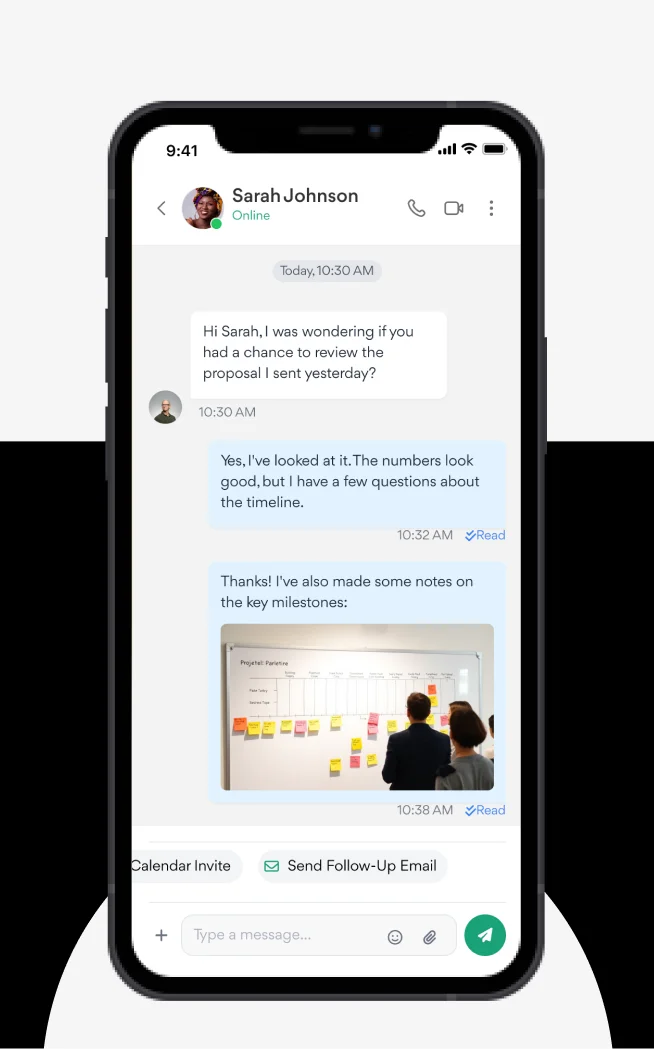 9:41
Sarah Johnson
Online
Today, 10:30 AM
Hi Sarah, I was wondering if you
had a chance to review the
proposal I sent yesterday?
10:30 AM
Yes, I've looked at it. The numbers look
good, but I have a few questions about
the timeline.
10:32 AM Read
Thanks! I've also made some notes on
the key milestones:
Projehel: Parletine
10:38 AM Read
Calendar Invite
Send Follow-Up Email
Type a message...